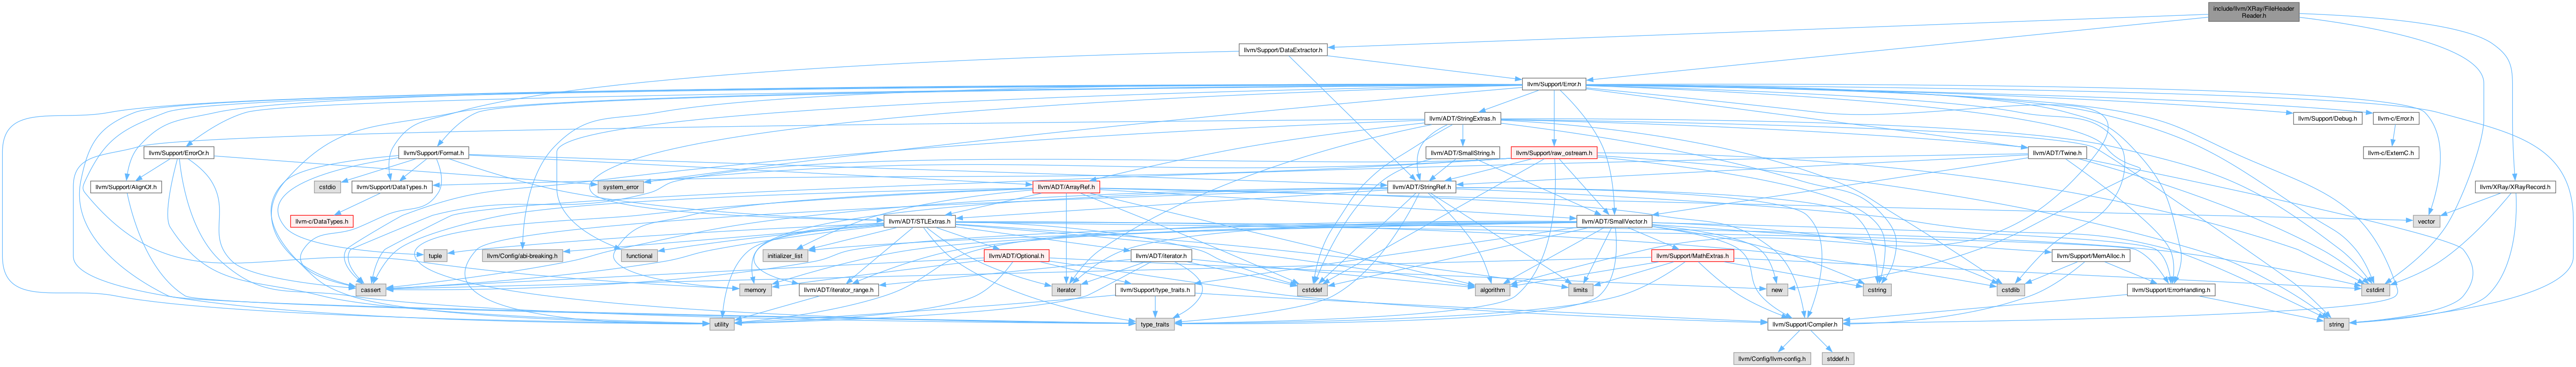 include/llvm/XRay/FileHeader
Reader.h
llvm/Support/DataExtractor.h
llvm/Support/Error.h
llvm/ADT/StringExtras.h
llvm/Support/Debug.h
llvm-c/Error.h
llvm/Support/ErrorOr.h
llvm/Support/Format.h
llvm/ADT/SmallString.h
llvm/Support/raw_ostream.h
llvm/ADT/Twine.h
llvm-c/ExternC.h
llvm/Support/AlignOf.h
cstdio
llvm/Support/DataTypes.h
system_error
llvm/ADT/ArrayRef.h
llvm/ADT/StringRef.h
llvm/XRay/XRayRecord.h
llvm-c/DataTypes.h
llvm/ADT/STLExtras.h
llvm/ADT/SmallVector.h
vector
tuple
llvm/Config/abi-breaking.h
functional
initializer_list
llvm/ADT/Optional.h
llvm/ADT/iterator.h
llvm/Support/MathExtras.h
llvm/Support/MemAlloc.h
cassert
memory
llvm/ADT/iterator_range.h
iterator
llvm/Support/type_traits.h
cstddef
algorithm
limits
new
cstring
cstdlib
llvm/Support/ErrorHandling.h
cstdint
utility
type_traits
llvm/Support/Compiler.h
string
llvm/Config/llvm-config.h
stddef.h